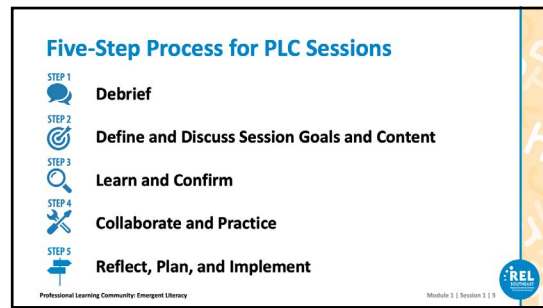 Five-Step Process for PLC Sessions
STEP 1
Debrief
STEP 2
Define and Discuss Session Goals and Content
STEP 3
Learn and Confirm
STEP 4
Collaborate and Practice
STEP 5
Reflect, Plan, and Implement
Professional Learning Community: Emergent Literacy
Module 1 | Session 1 | 5
REL
SOUTHEAST